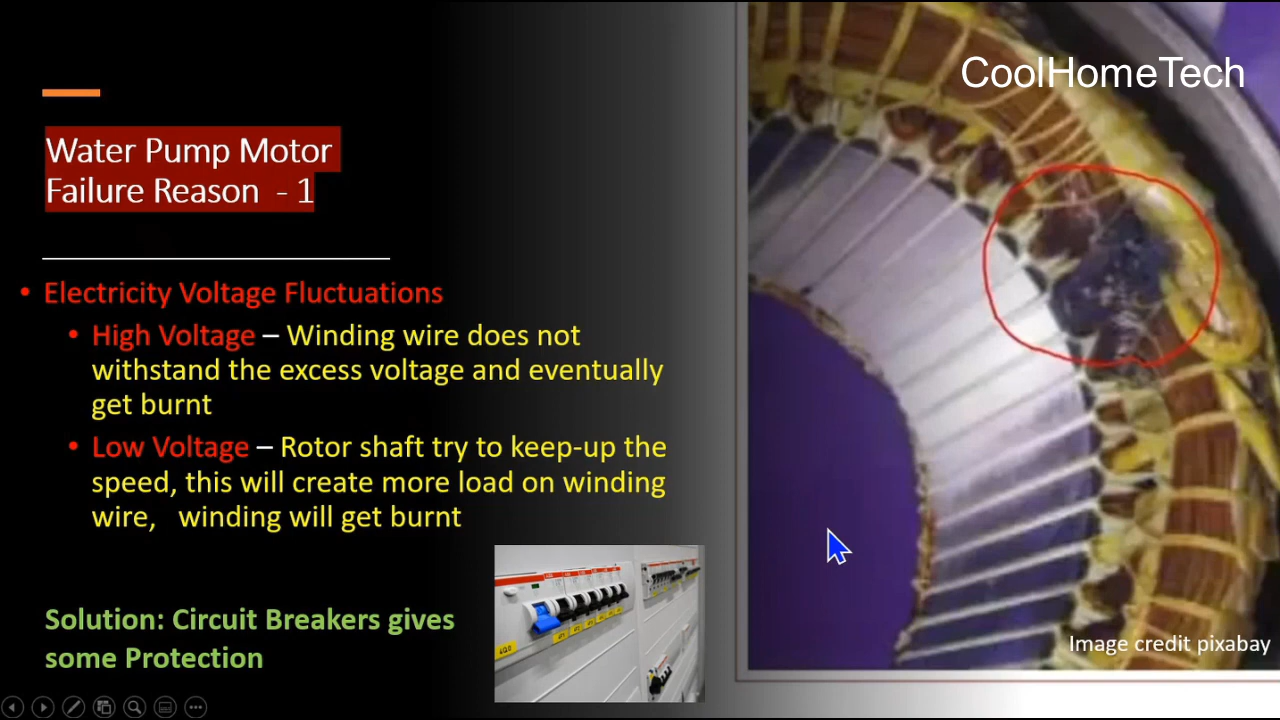 CoolHomeTech
Water Pump Motor
Failure Reason - 1
• Electricity Voltage Fluctuations
• High Voltage – Winding wire does not
withstand the excess voltage and eventually
get burnt
• Low Voltage – Rotor shaft try to keep-up the
speed, this will create more load on winding
wire, winding will get burnt
Solution: Circuit Breakers gives
some Protection
Image credit pixabay